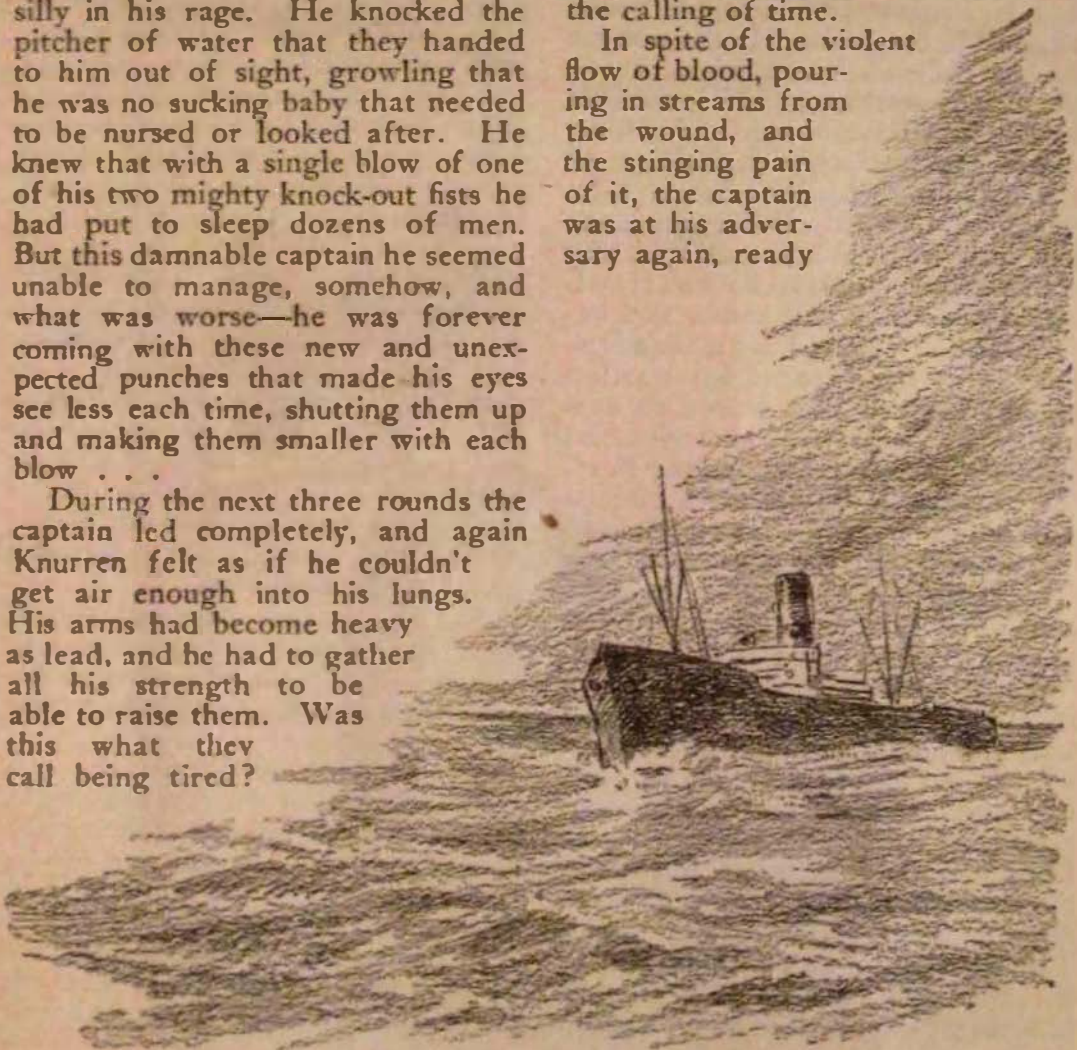 silly in his rage. He knocked the
pitcher of water that they handed
to him out of sight, growling that
he was no sucking baby that needed
to be nursed or looked after. He
knew that with a single blow of one
of his two mighty knock-out fists he
had put to sleep dozens of men.
But this damnable captain he seemed
unable to manage, somehow, and
what was worse—he was forever
coming with these new and unex-
pected punches that made his eyes
see less each time, shutting them up
and making them smaller with each
blow . . .
During the next three rounds the
captain led completely, and again
Knurren felt as if he couldn't
get air enough into his lungs.
His arms had become heavy
as lead, and he had to gather
all his strength to be
able to raise them. Was
this what they
call being tired?
the calling of time.
In spite of the violent
flow of blood, pour-
ing in streams from
the wound, and
the stinging pain
of it, the captain
was at his adver-
sary again, ready